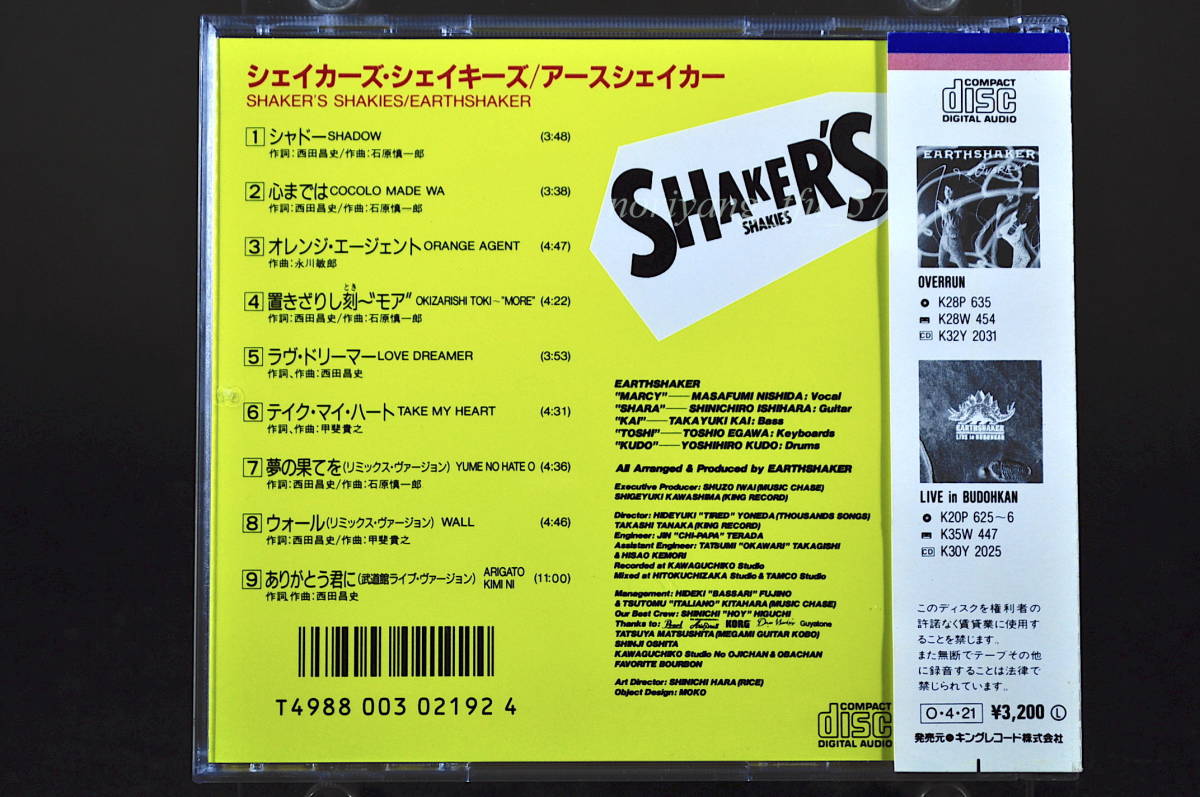 シェイカーズ・シェイキーズ/アースシェイカー
SHAKER'S SHAKIES/EARTHSHAKER
1 シャドー SHADOW (3:48)
作詞:西田昌史/作曲:石原慎一郎
2 心までは COCOLO MADE WA (3:38)
作詞:西田昌史/作曲:石原慎一郎
3 オレンジ・エージェント ORANGE AGENT (4:47)
作曲:永川敏郎
とき
4 置きざりし刻〜"モア" OKIZARISHI TOKI〜"MORE" (4:22)
作詞:西田昌史/作曲:石原慎一郎
5 ラヴ・ドリーマー LOVE DREAMER (3:53)
作詞、作曲:西田昌史
6 テイク・マイ・ハート TAKE MY HEART (4:31)
作詞、作曲:甲斐貴之
7 夢の果てを(リミックス・ヴァージョン) YUME NO HATE O (4:36)
作詞:西田昌史/作曲:石原慎一郎
8 ウォール(リミックス・ヴァージョン) WALL (4:46)
作詞:西田昌史/作曲:甲斐貴之
9 ありがとう君に(武道館ライブ・ヴァージョン) ARIGATO KIMI NI (11:00)
作詞、作曲:西田昌史
T4988 003 02192 4
SHAKER'S
SHAKIES
EARTHSHAKER
"MARCY"——MASAFUMI NISHIDA: Vocal
"SHARA"——SHINICHIRO ISHIHARA: Guitar
"KAI"——TAKAYUKI KAI: Bass
"TOSHI"——TOSHIO EGAWA: Keyboards
"KUDO"——YOSHIHIRO KUDO: Drums
All Arranged & Produced by EARTHSHAKER
Executive Producer: SHUZO IWAI(MUSIC CHASE)
SHIGEYUKI KAWASHIMA(KING RECORD)
Director: HIDEYUKI "TIRED" YONEDA(THOUSANDS SONGS)
TAKASHI TANAKA(KING RECORD)
Engineer: JIN "CHI-PAPA" TERADA
Assistant Engineer: TATSUMI "OKAWARI" TAKAGISHI
& HISAO KEMORI
Recorded at KAWAGUCHIKO Studio
Mixed at HITOKUCHIZAKA Studio & TAMCO Studio
Management: HIDEKI "BASSARI" FUJINO
& TSUTOMU "ITALIANO" KITAHARA(MUSIC CHASE)
Our Best Crew: SHINICHI "HOY" HIGUCHI
Thanks to: Pearl KORG Guyatone
TATSUYA MATSUSHITA(MEGAMI GUITAR KOBO)
SHINJI OSHITA
KAWAGUCHIKO Studio No OJICHAN & OBACHAN
FAVORITE BOURBON
Art Director: SHINICHI HARA(RICE)
Object Design: MOKO
COMPACT
disc
DIGITAL AUDIO
COMPACT
disc
DIGITAL AUDIO
EARTHSHAKER
OVERRUN
OVERRUN
K28P 635
K28W 454
CD K32Y 2031
EARTHSHAKER
LIVE in BUDOHKAN
LIVE in BUDOHKAN
K20P 625〜6
K35W 447
CD K30Y 2025
このディスクを権利者の
許諾なく賃貸業に使用す
ることを禁じます。
また無断でテープその他
に録音することは法律で
禁じられています。
O・4・21 ¥3,200 Ⓛ
発売元●キングレコード株式会社